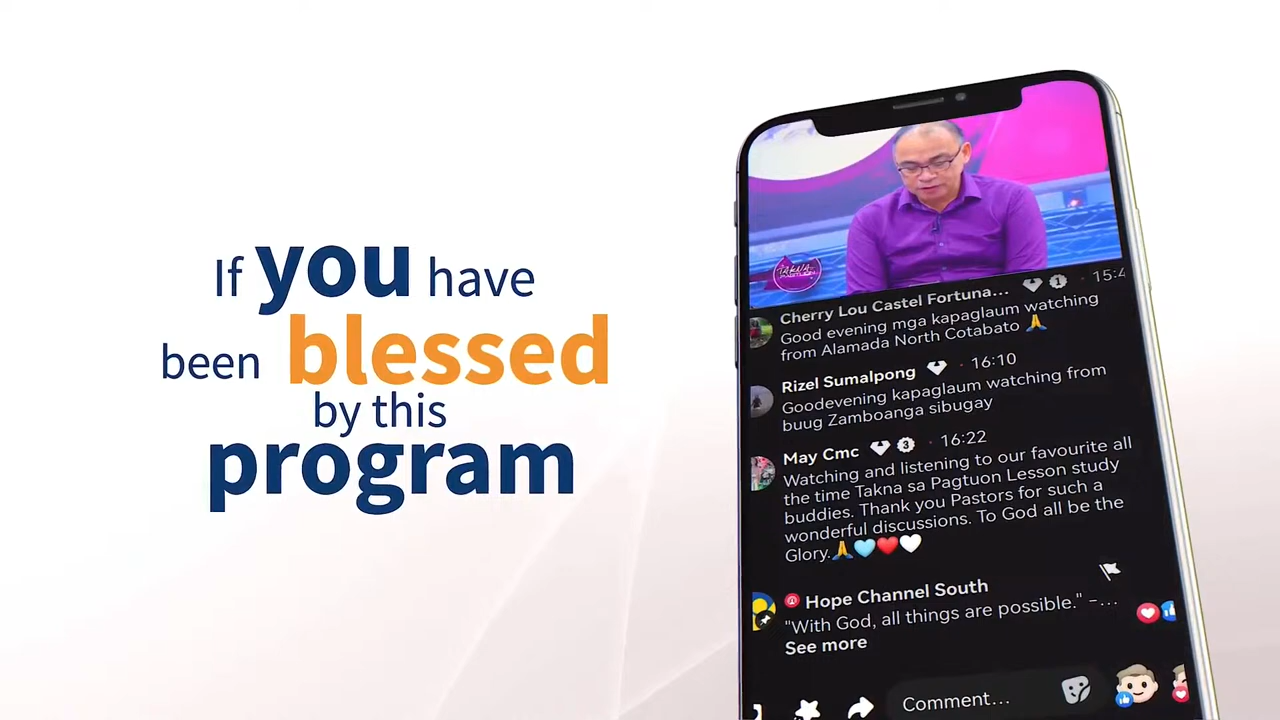 If you have
been blessed
by this
program
TAKNA
Cherry Lou Castel Fortuna... 1 · 15:4
Good evening mga kapaglaum watching
from Alamada North Cotabato 🙏
Rizel Sumalpong · 16:10
Goodevening kapaglaum watching from
buug Zamboanga sibugay
May Cmc 3 · 16:22
Watching and listening to our favourite all
the time Takna sa Pagtuon Lesson study
buddies. Thank you Pastors for such a
wonderful discussions. To God all be the
Glory.🙏🩵❤️🤍
Hope Channel South
"With God, all things are possible." –...
See more
Comment...